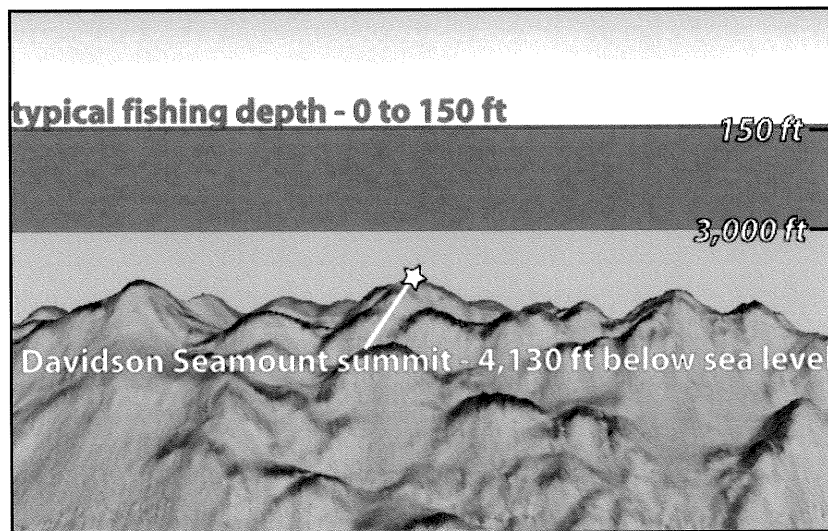 typical fishing depth - 0 to 150 ft
150 ft
3,000 ft
Davidson Seamount summit - 4,130 ft below sea level